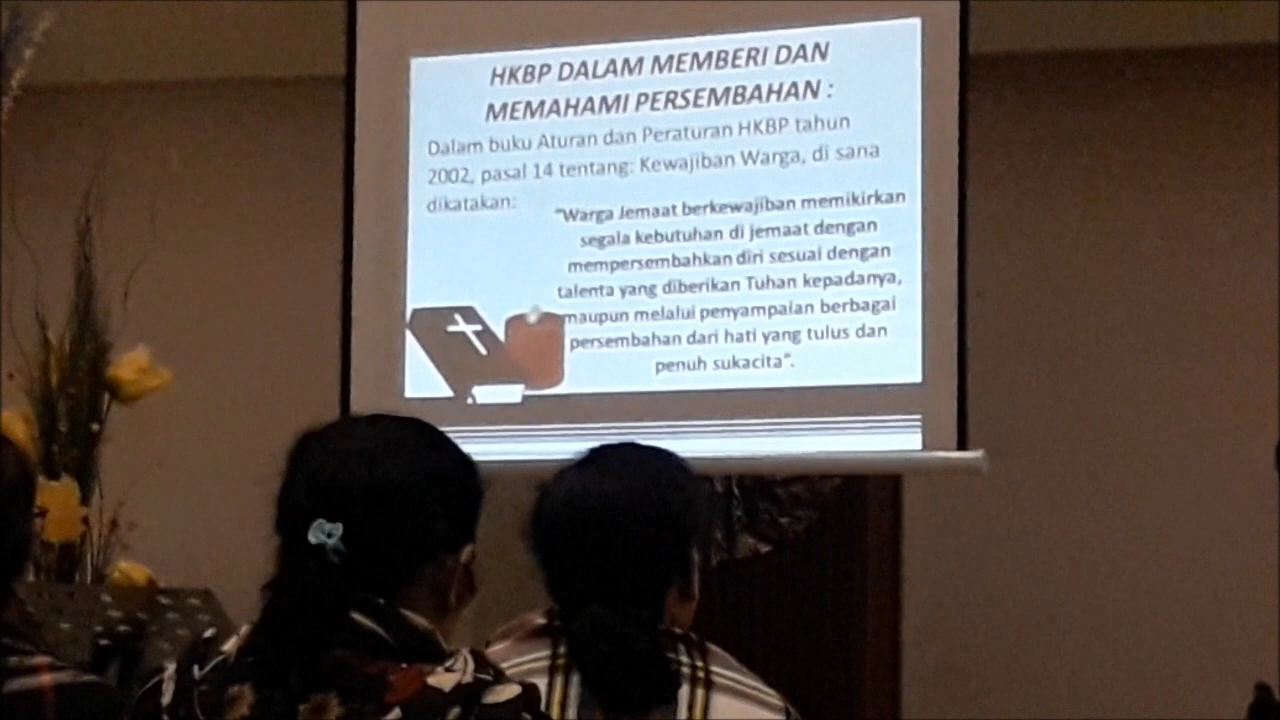 HKBP DALAM MEMBERI DAN
MEMAHAMI PERSEMBAHAN :
Dalam buku Aturan dan Peraturan HKBP tahun
2002, pasal 14 tentang: Kewajiban Warga, di sana
dikatakan:
"Warga Jemaat berkewajiban memikirkan
segala kebutuhan di jemaat dengan
mempersembahkan diri sesuai dengan
talenta yang diberikan Tuhan kepadanya,
maupun melalui penyampaian berbagai
persembahan dari hati yang tulus dan
penuh sukacita".